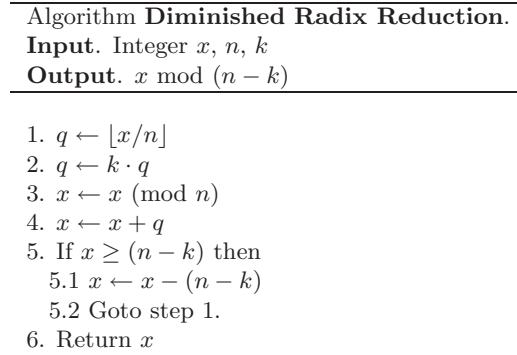 Algorithm Diminished Radix Reduction.
Input. Integer x, n, k
Output. x mod (n − k)
1. q ← ⌊x/n⌋
2. q ← k · q
3. x ← x (mod n)
4. x ← x + q
5. If x ≥ (n − k) then
5.1 x ← x − (n − k)
5.2 Goto step 1.
6. Return x